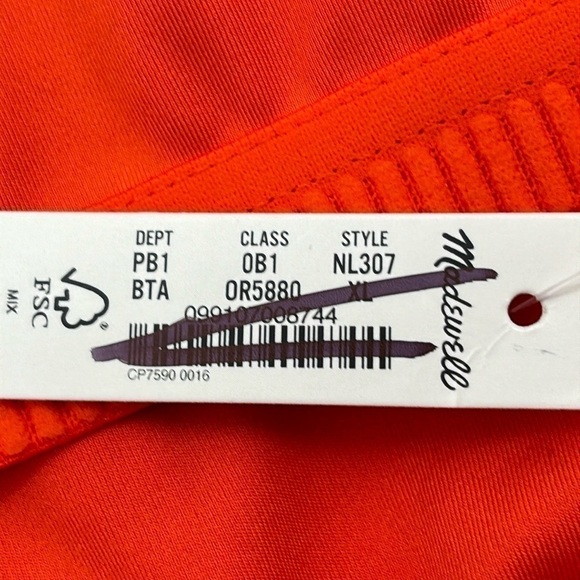 DEPT CLASS STYLE
PB1 0B1 NL307
BTA OR5880 XL
099107006744
CP7590 0016
Madewell
FSC
MIX